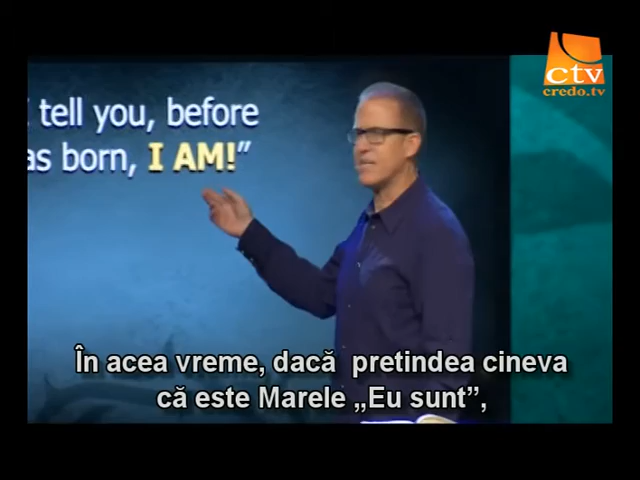 ctv
credo.tv
I tell you, before
as born, I AM!”
În acea vreme, dacă pretindea cineva
că este Marele „Eu sunt”,